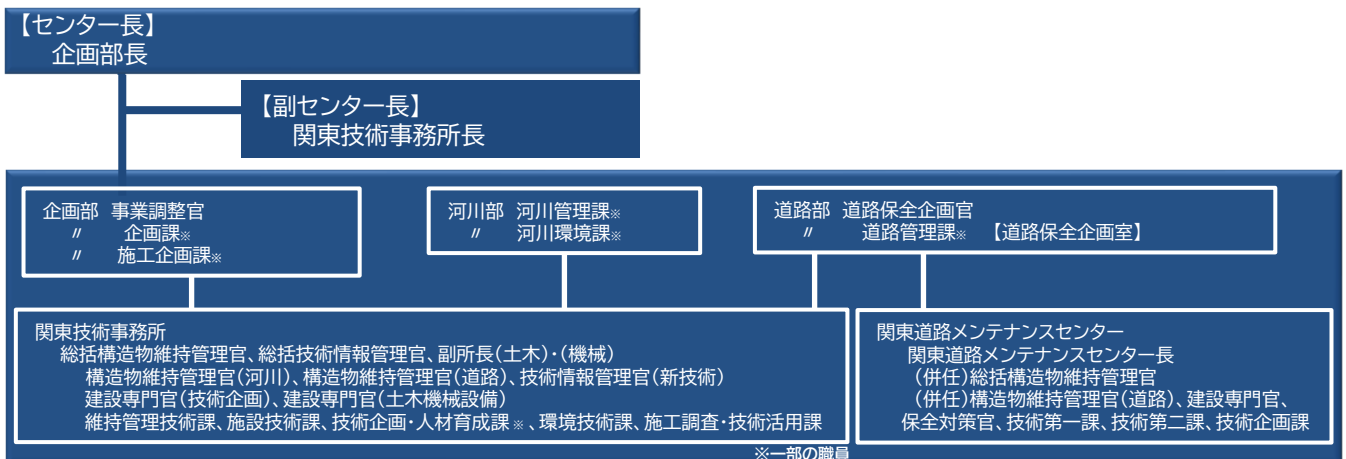 【センター長】
企画部長
【副センター長】
関東技術事務所長
企画部 事業調整官
〃 企画課※
〃 施工企画課※
河川部 河川管理課※
〃 河川環境課※
道路部 道路保全企画官
〃 道路管理課※ 【道路保全企画室】
関東技術事務所
総括構造物維持管理官、総括技術情報管理官、副所長(土木)・(機械)
構造物維持管理官(河川)、構造物維持管理官(道路)、技術情報管理官(新技術)
建設専門官(技術企画)、建設専門官(土木機械設備)
維持管理技術課、施設技術課、技術企画・人材育成課※、環境技術課、施工調査・技術活用課
関東道路メンテナンスセンター
関東道路メンテナンスセンター長
(併任)総括構造物維持管理官
(併任)構造物維持管理官(道路)、建設専門官、
保全対策官、技術第一課、技術第二課、技術企画課
※一部の職員